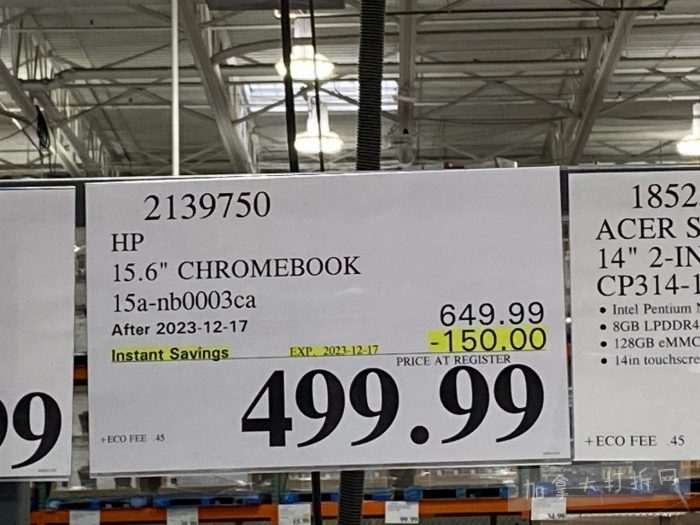 2139750
HP
15.6" CHROMEBOOK
15a-nb0003ca
After 2023-12-17
649.99
Instant Savings
EXP. 2023-12-17
-150.00
PRICE AT REGISTER
499.99
+ECO FEE .45
99
1852
ACER S
14" 2-IN
CP314-1
• Intel Pentium N
• 8GB LPDDR4
• 128GB eMMC
• 14in touchscre
+ECO FEE .45
加拿大打折网
99.99